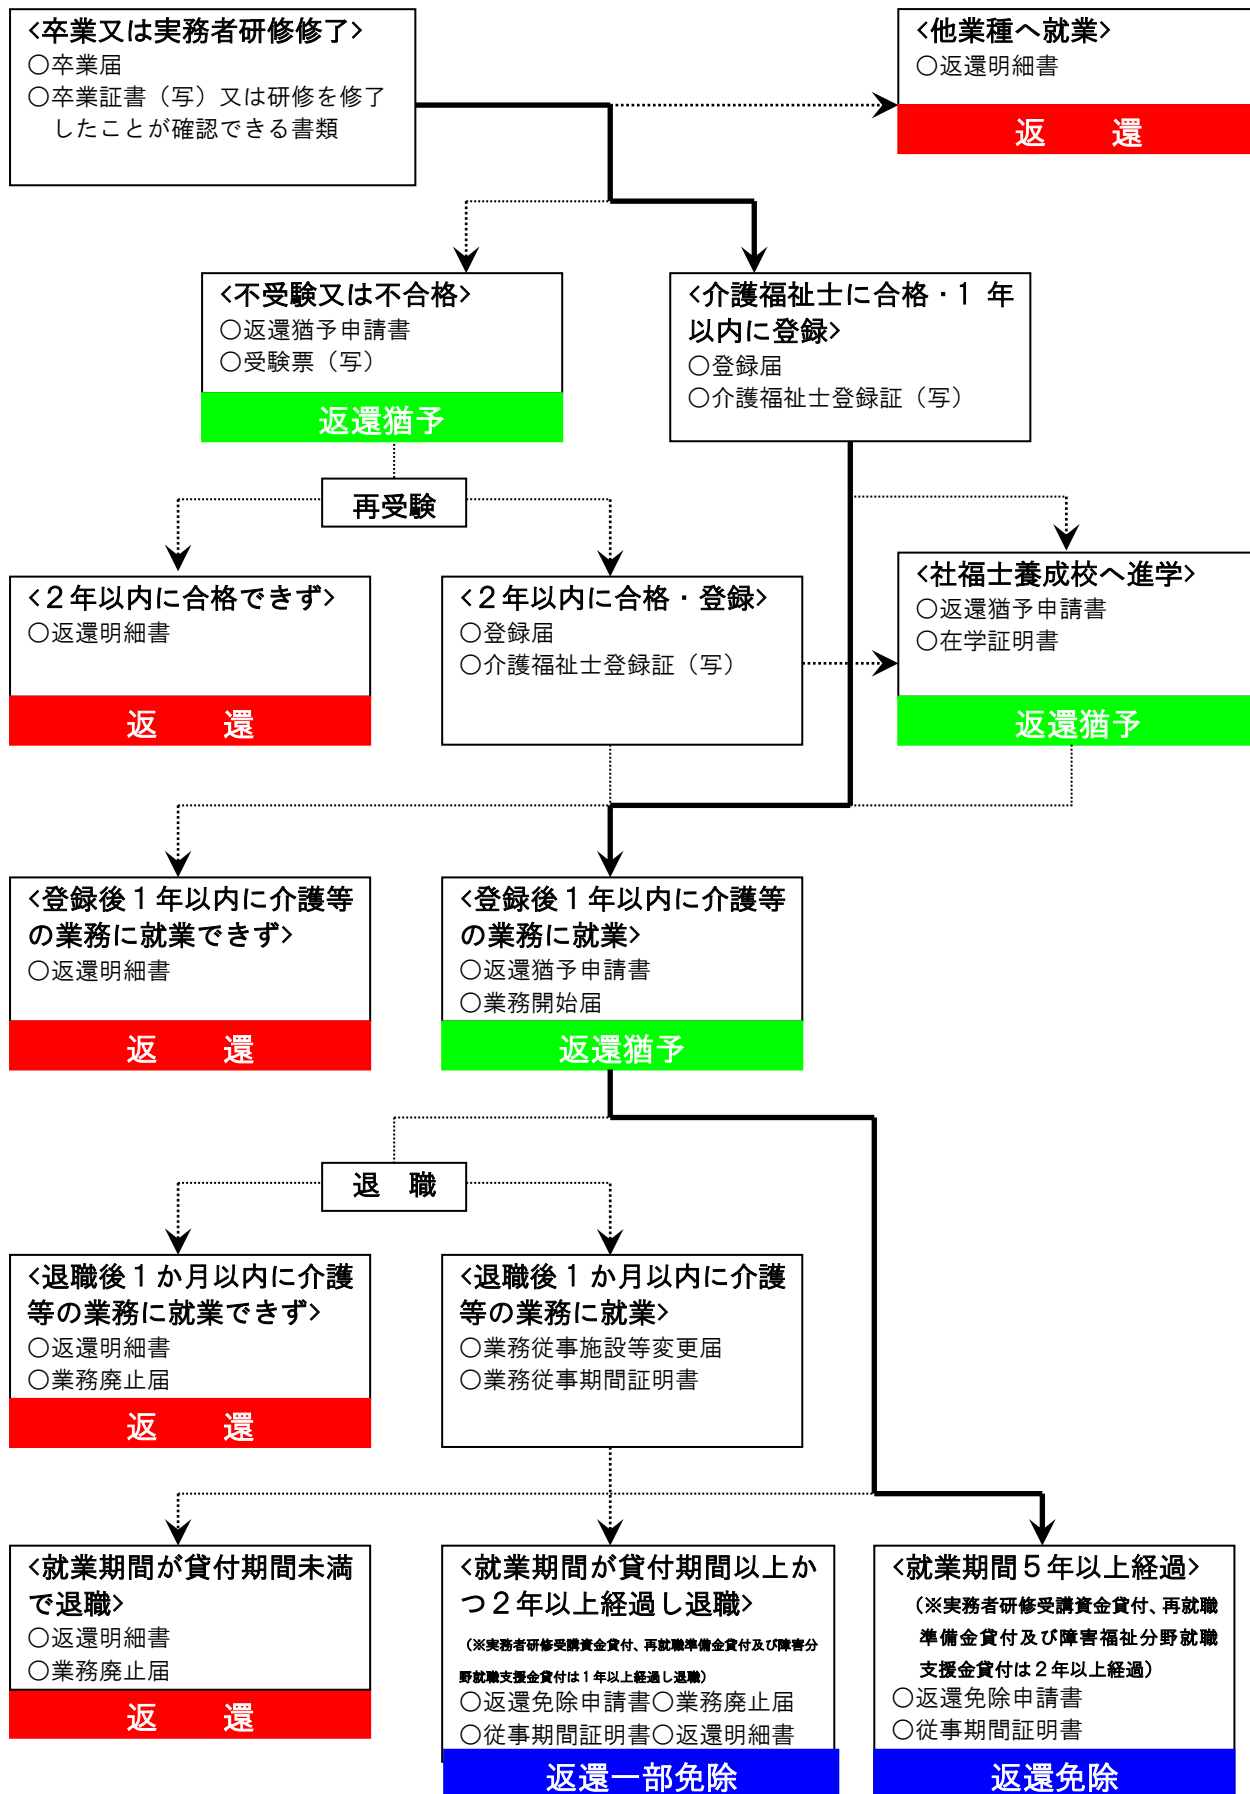 <卒業又は実務者研修修了>
○卒業届
○卒業証書（写）又は研修を修了
したことが確認できる書類
<他業種へ就業>
○返還明細書
返　還
<不受験又は不合格>
○返還猶予申請書
○受験票（写）
返還猶予
<介護福祉士に合格・1 年
以内に登録>
○登録届
○介護福祉士登録証（写）
再受験
<２年以内に合格できず>
○返還明細書
返　還
<２年以内に合格・登録>
○登録届
○介護福祉士登録証（写）
<社福士養成校へ進学>
○返還猶予申請書
○在学証明書
返還猶予
<登録後１年以内に介護等
の業務に就業できず>
○返還明細書
返　還
<登録後１年以内に介護等
の業務に就業>
○返還猶予申請書
○業務開始届
返還猶予
退　職
<退職後１か月以内に介護
等の業務に就業できず>
○返還明細書
○業務廃止届
返　還
<退職後１か月以内に介護
等の業務に就業>
○業務従事施設等変更届
○業務従事期間証明書
<就業期間が貸付期間未満
で退職>
○返還明細書
○業務廃止届
返　還
<就業期間が貸付期間以上か
つ２年以上経過し退職>
（※実務者研修受講資金貸付、再就職準備金貸付及び障害分
野就職支援金貸付は１年以上経過し退職）
○返還免除申請書○業務廃止届
○従事期間証明書○返還明細書
返還一部免除
<就業期間５年以上経過>
（※実務者研修受講資金貸付、再就職
準備金貸付及び障害福祉分野就職
支援金貸付は２年以上経過）
○返還免除申請書
○従事期間証明書
返還免除